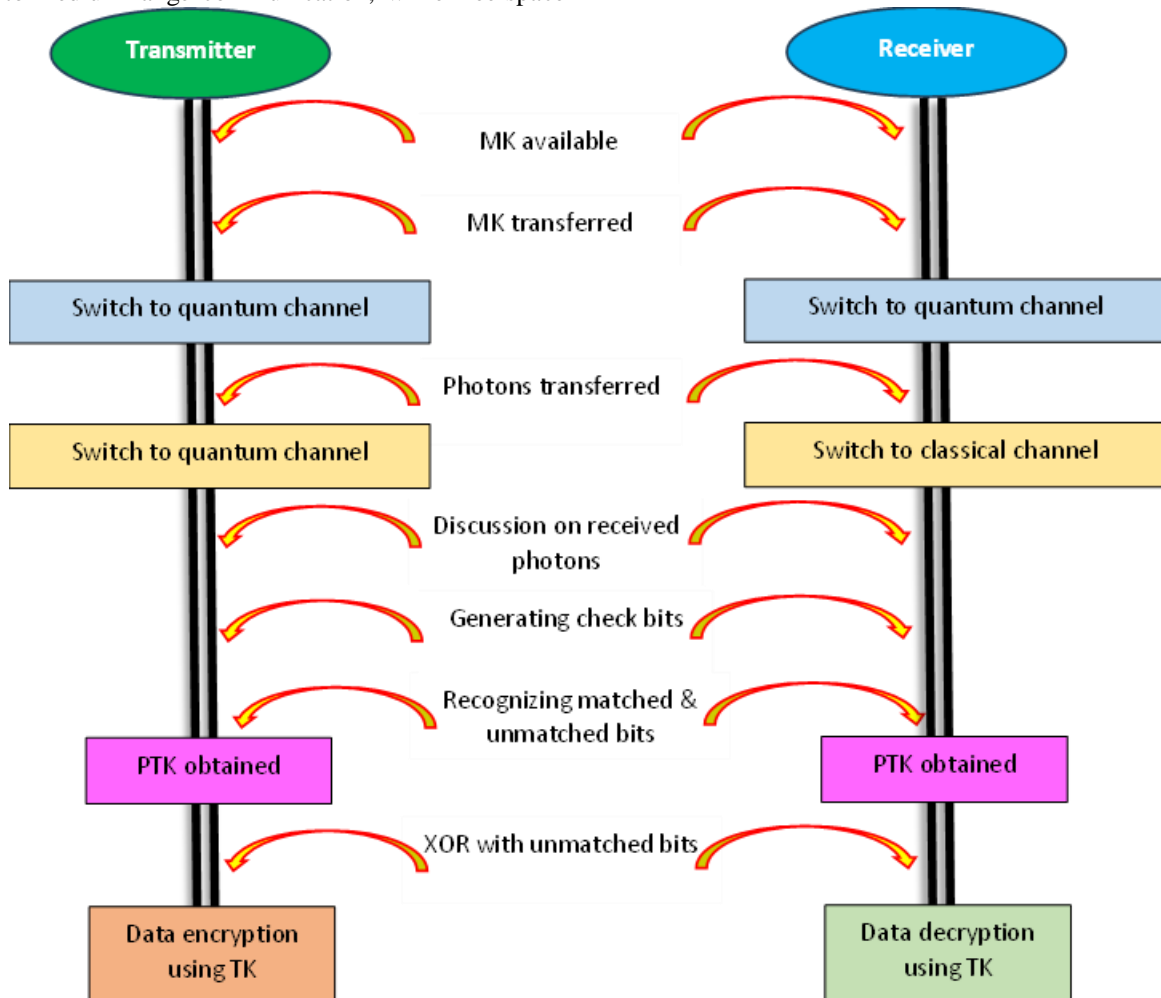 Transmitter
Receiver
MK available
MK transferred
Switch to quantum channel
Switch to quantum channel
Photons transferred
Switch to quantum channel
Switch to classical channel
Discussion on received
photons
Generating check bits
Recognizing matched &
unmatched bits
PTK obtained
PTK obtained
XOR with unmatched bits
Data encryption
using TK
Data decryption
using TK